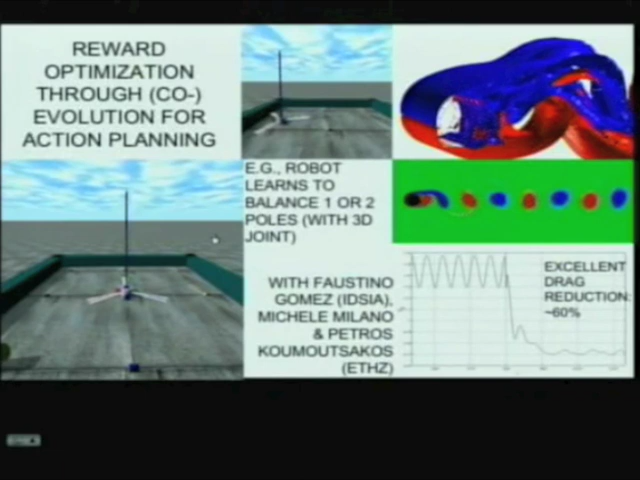 REWARD
OPTIMIZATION
THROUGH (CO-)
EVOLUTION FOR
ACTION PLANNING
E.G., ROBOT
LEARNS TO
BALANCE 1 OR 2
POLES (WITH 3D
JOINT)
WITH FAUSTINO
GOMEZ (IDSIA),
MICHELE MILANO
& PETROS
KOUMOUTSAKOS
(ETHZ)
EXCELLENT
DRAG
REDUCTION:
~60%